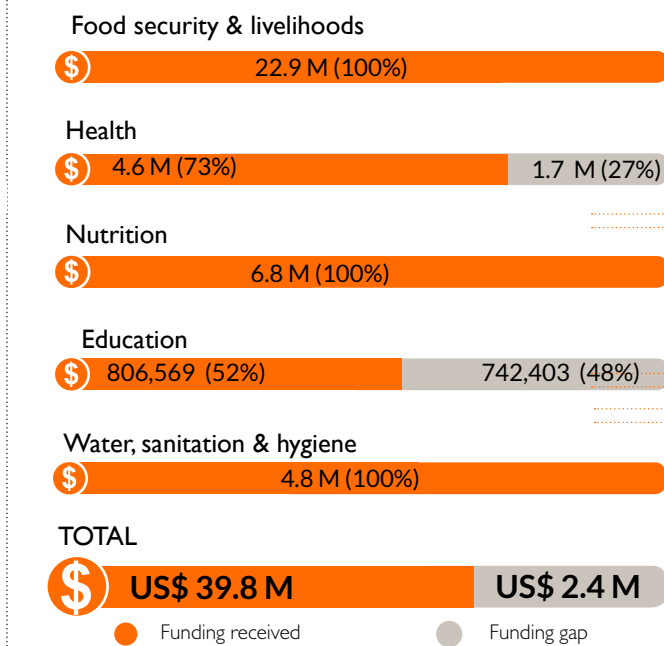 Food security & livelihoods
$ 22.9 M (100%)
Health
$ 4.6 M (73%) 1.7 M (27%)
Nutrition
$ 6.8 M (100%)
Education
$ 806,569 (52%) 742,403 (48%)
Water, sanitation & hygiene
$ 4.8 M (100%)
TOTAL
$ US$ 39.8 M US$ 2.4 M
Funding received Funding gap